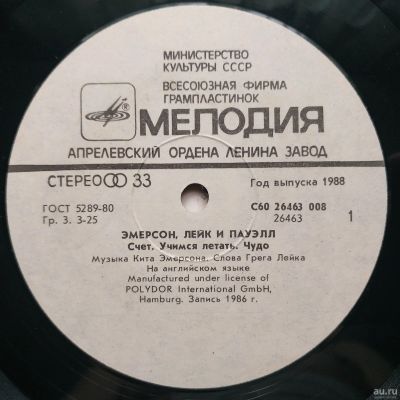 МИНИСТЕРСТВО
КУЛЬТУРЫ СССР
ВСЕСОЮЗНАЯ ФИРМА
ГРАМПЛАСТИНОК
МЕЛОДИЯ
АПРЕЛЕВСКИЙ ОРДЕНА ЛЕНИНА ЗАВОД
СТЕРЕО 33
Год выпуска 1988
ГОСТ 5289-80
С60 26463 008
Гр. 3. 3-25
26463
1
ЭМЕРСОН, ЛЕЙК И ПАУЭЛЛ
Счет. Учимся летать. Чудо
Музыка Кита Эмерсона. Слова Грега Лейка
На английском языке
Manufactured under license of
POLYDOR International GmbH,
Hamburg. Запись 1986 г.
au.ru